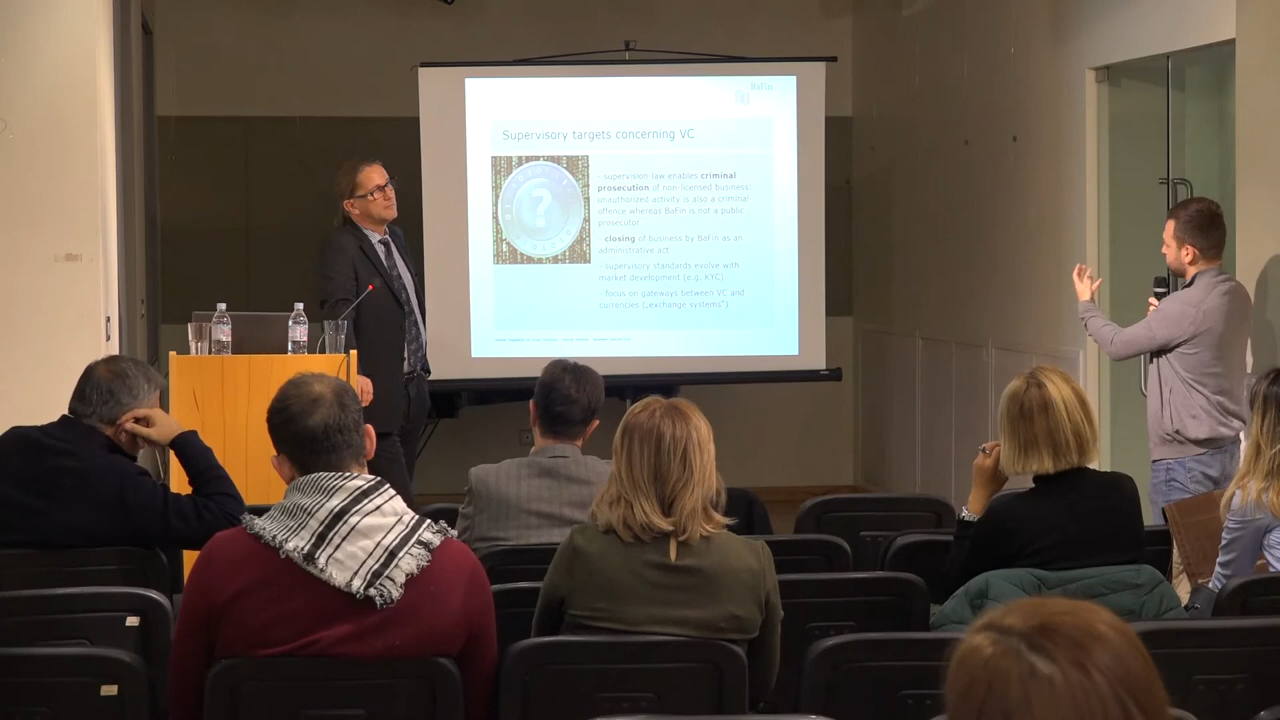 BaFin
Supervisory targets concerning VC
- supervision-law enables criminal
prosecution of non-licensed business:
unauthorized activity is also a criminal
offence whereas BaFin is not a public
prosecutor
- closing of business by BaFin as an
administrative act
- supervisory standards evolve with
market development (e.g. KYC)
- focus on gateways between VC and
currencies („exchange systems")
?